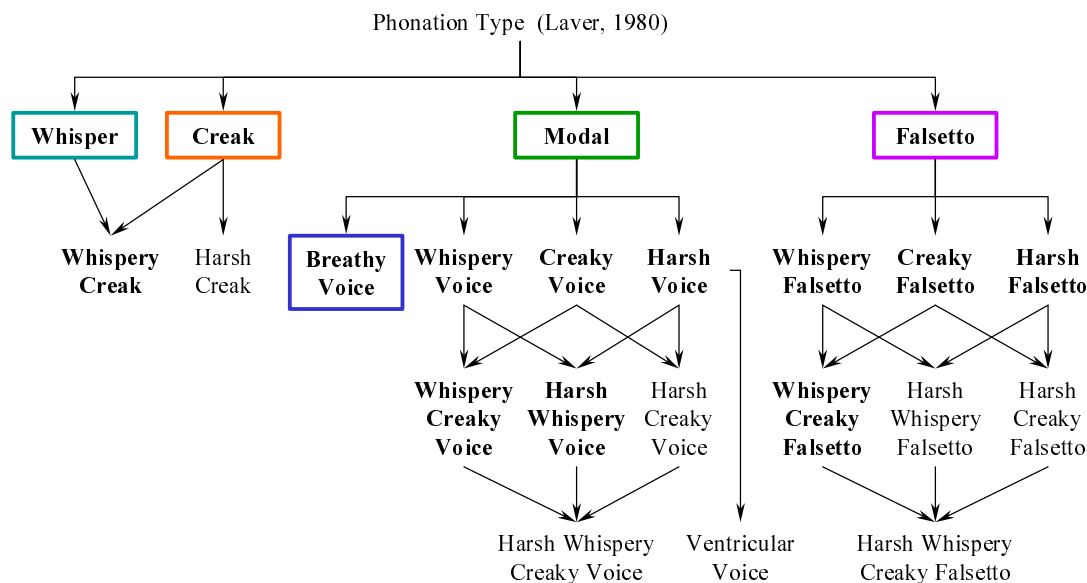 Phonation Type (Laver, 1980)
Whisper
Creak
Modal
Falsetto
Whispery
Creak
Harsh
Creak
Breathy
Voice
Whispery
Voice
Creaky
Voice
Harsh
Voice
Whispery
Falsetto
Creaky
Falsetto
Harsh
Falsetto
Whispery
Creaky
Voice
Harsh
Whispery
Voice
Harsh
Creaky
Voice
Whispery
Creaky
Falsetto
Harsh
Whispery
Falsetto
Harsh
Creaky
Falsetto
Harsh Whispery
Creaky Voice
Ventricular
Voice
Harsh Whispery
Creaky Falsetto